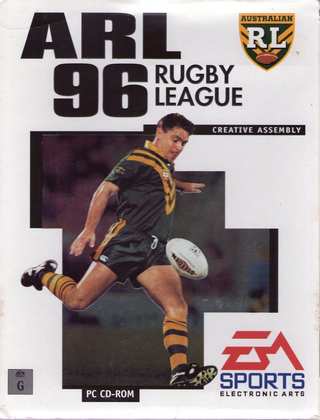 ARL
96
RUGBY
LEAGUE
AUSTRALIAN
RL
CREATIVE ASSEMBLY
G
PC CD-ROM
EA
SPORTS
ELECTRONIC ARTS